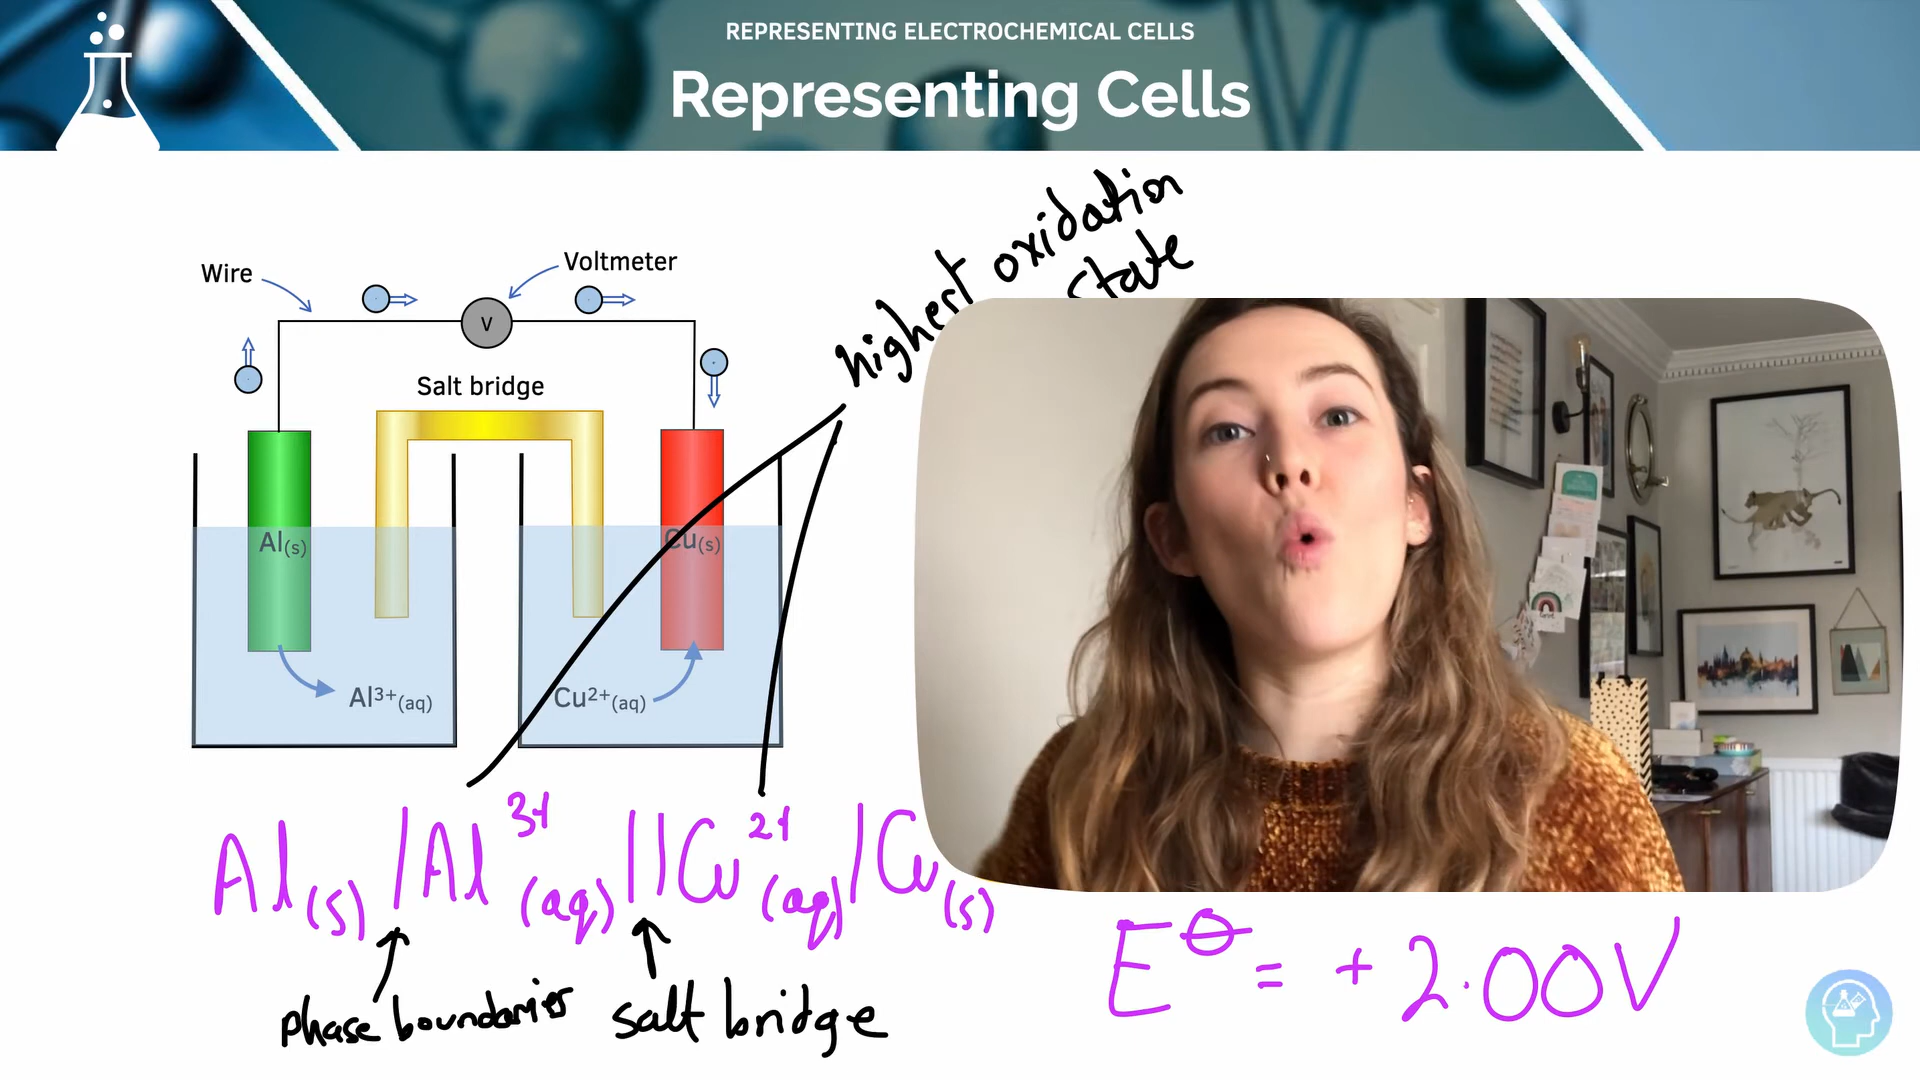 REPRESENTING ELECTROCHEMICAL CELLS
Representing Cells
highest oxidation
state
Wire
Voltmeter
V
Salt bridge
Al(s)
Cu(s)
Al³⁺(aq)
Cu²⁺(aq)
Al(s) / Al³⁺(aq) || Cu²⁺(aq) / Cu(s)
phase boundaries
salt bridge
E⦵ = +2.00V